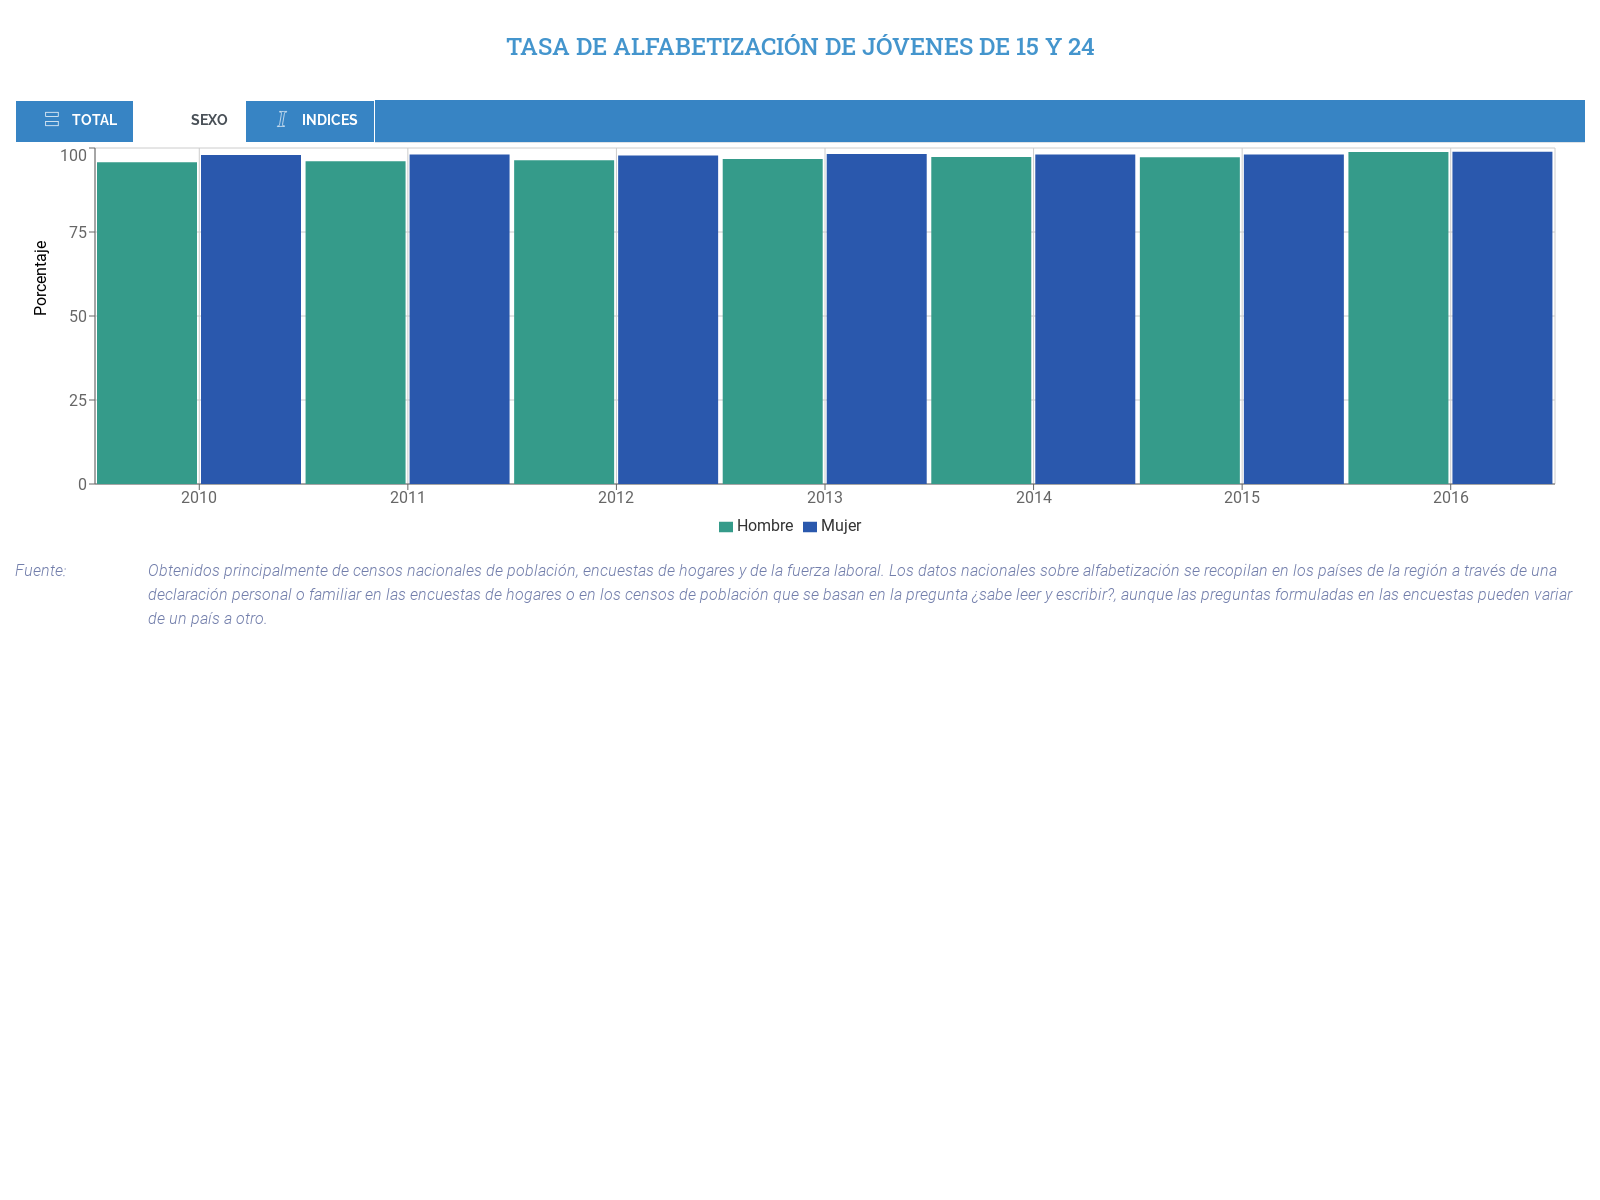 TASA DE ALFABETIZACIÓN DE JÓVENES DE 15 Y 24
TOTAL SEXO INDICES
Porcentaje
100
75
50
25
0
2010 2011 2012 2013 2014 2015 2016
Hombre Mujer
Fuente: Obtenidos principalmente de censos nacionales de población, encuestas de hogares y de la fuerza laboral. Los datos nacionales sobre alfabetización se recopilan en los países de la región a través de una
declaración personal o familiar en las encuestas de hogares o en los censos de población que se basan en la pregunta ¿sabe leer y escribir?, aunque las preguntas formuladas en las encuestas pueden variar
de un país a otro.